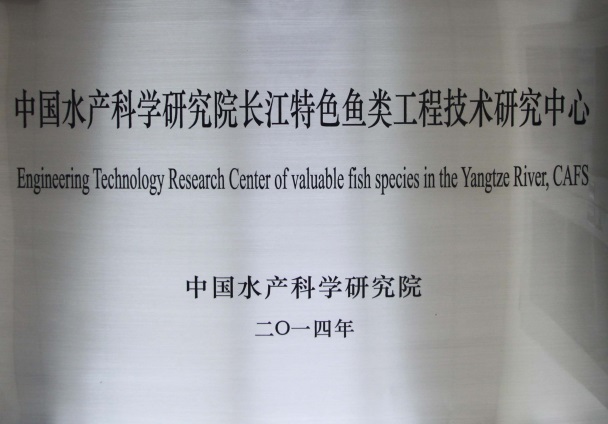 中国水产科学研究院长江特色鱼类工程技术研究中心
Engineering Technology Research Center of valuable fish species in the Yangtze River, CAFS
中国水产科学研究院
二〇一四年